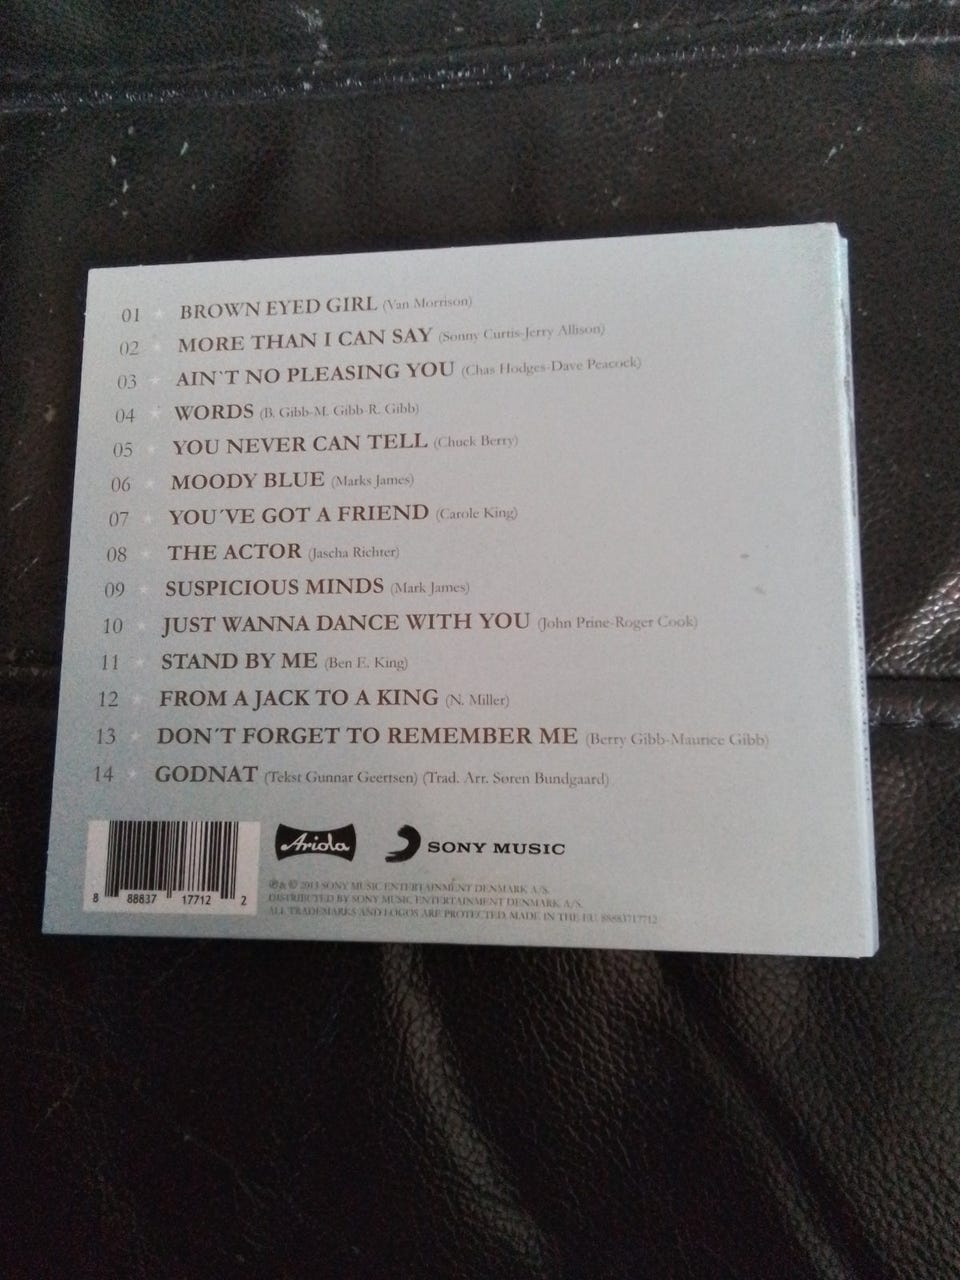 01 BROWN EYED GIRL (Van Morrison)
02 MORE THAN I CAN SAY (Sonny Curtis-Jerry Allison)
03 AIN`T NO PLEASING YOU (Chas Hodges-Dave Peacock)
04 WORDS (B. Gibb-M. Gibb-R. Gibb)
05 YOU NEVER CAN TELL (Chuck Berry)
06 MOODY BLUE (Marks James)
07 YOU´VE GOT A FRIEND (Carole King)
08 THE ACTOR (Jascha Richter)
09 SUSPICIOUS MINDS (Mark James)
10 JUST WANNA DANCE WITH YOU (John Prine-Roger Cook)
11 STAND BY ME (Ben E. King)
12 FROM A JACK TO A KING (N. Miller)
13 DON´T FORGET TO REMEMBER ME (Berry Gibb-Maurice Gibb)
14 GODNAT (Tekst Gunnar Geertsen) (Trad. Arr. Søren Bundgaard)
Ariola SONY MUSIC
8 88837 17712 2
℗ & © 2013 SONY MUSIC ENTERTAINMENT DENMARK A/S.
DISTRIBUTED BY SONY MUSIC ENTERTAINMENT DENMARK A/S.
ALL TRADEMARKS AND LOGOS ARE PROTECTED. MADE IN THE EU. 88883717712